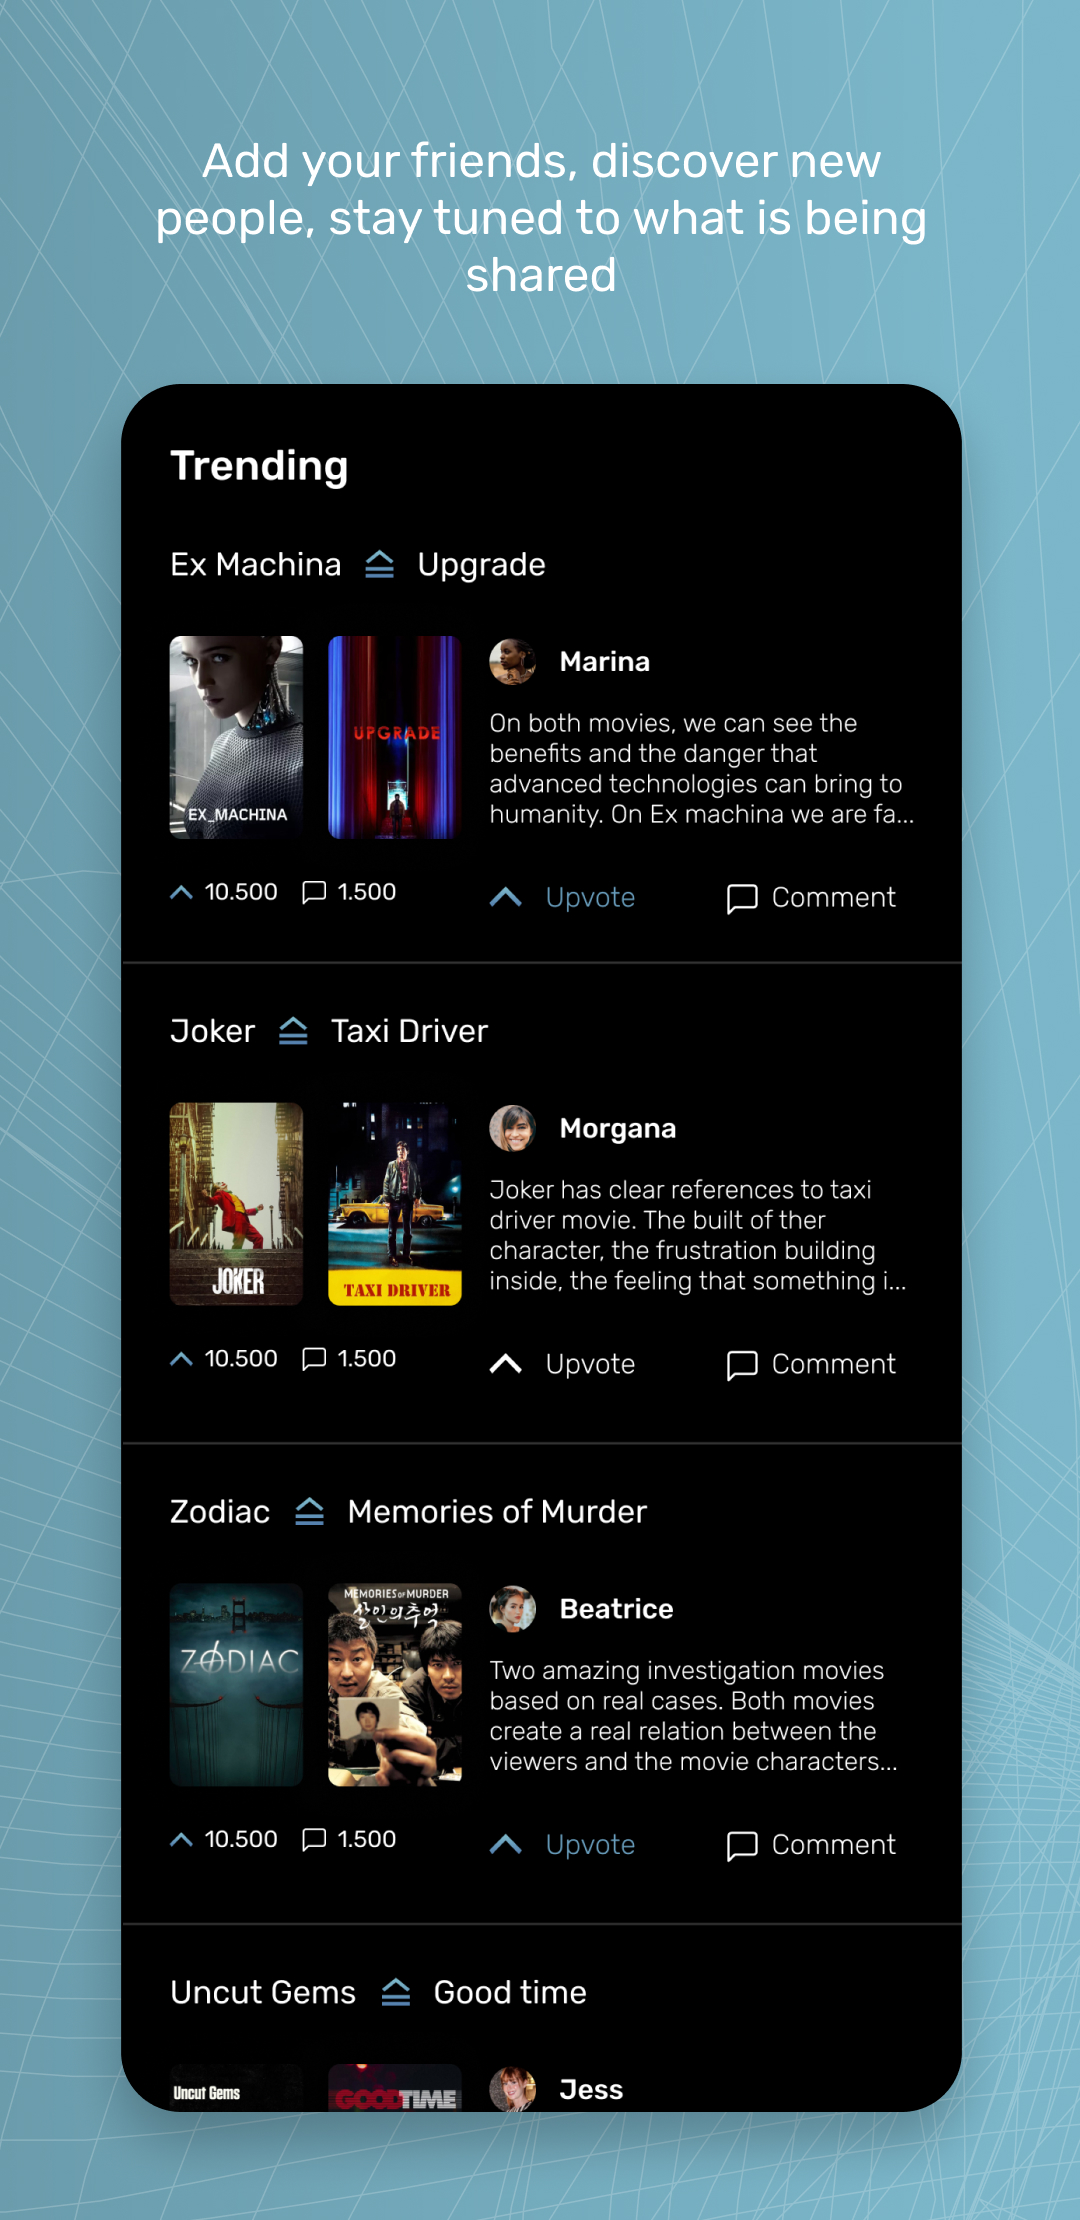 Add your friends, discover new
people, stay tuned to what is being
shared
Trending
Ex Machina Upgrade
EX_MACHINA
UPGRADE
Marina
On both movies, we can see the
benefits and the danger that
advanced technologies can bring to
humanity. On Ex machina we are fa...
10.500 1.500 Upvote Comment
Joker Taxi Driver
JOKER
TAXI DRIVER
Morgana
Joker has clear references to taxi
driver movie. The built of ther
character, the frustration building
inside, the feeling that something i...
10.500 1.500 Upvote Comment
Zodiac Memories of Murder
ZODIAC
MEMORIES OF MURDER
살인의추억
Beatrice
Two amazing investigation movies
based on real cases. Both movies
create a real relation between the
viewers and the movie characters...
10.500 1.500 Upvote Comment
Uncut Gems Good time
Uncut Gems
GOODTIME
Jess